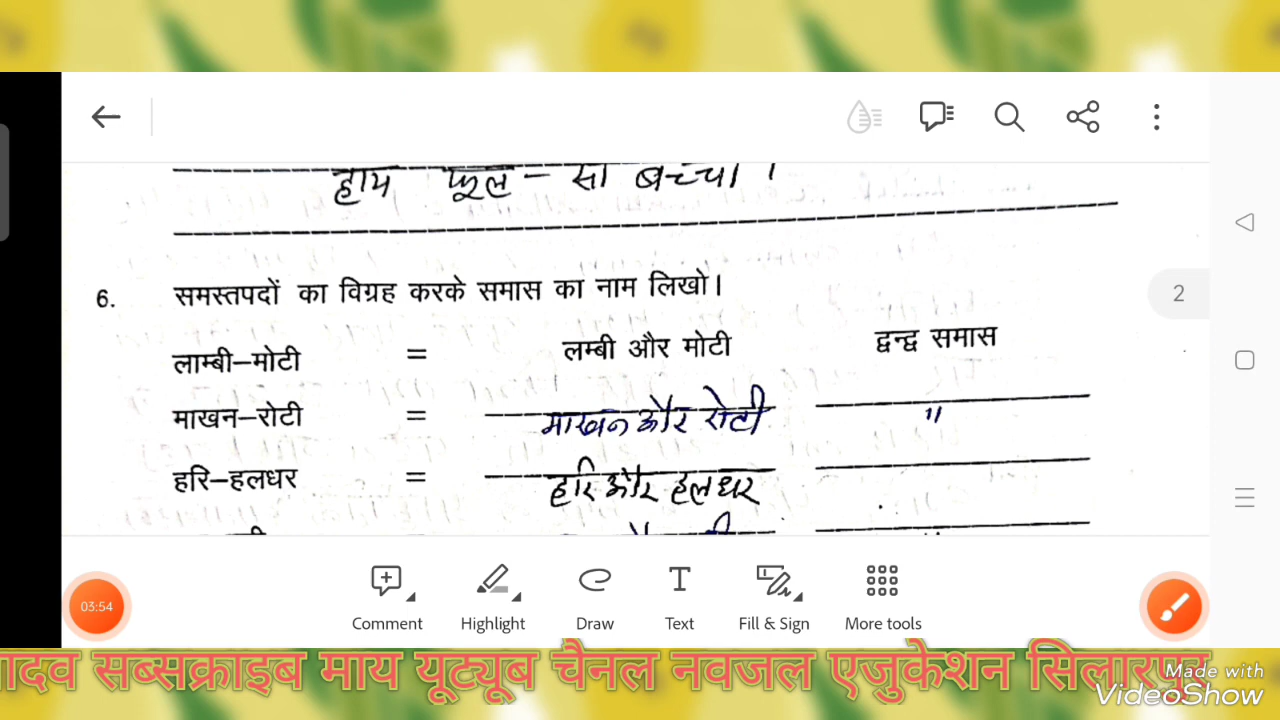 हाय फूल - सा बच्चा ।
2
6. समस्तपदों का विग्रह करके समास का नाम लिखो।
लाम्बी–मोटी = लम्बी और मोटी द्वन्द्व समास
माखन–रोटी = माखन और रोटी "
हरि–हलधर = हरि और हलधर
03:54
Comment Highlight Draw Text Fill & Sign More tools
सब्सक्राइब माय यूट्यूब चैनल नवजल एजुकेशन सिलारपुर
Made with
VideoShow